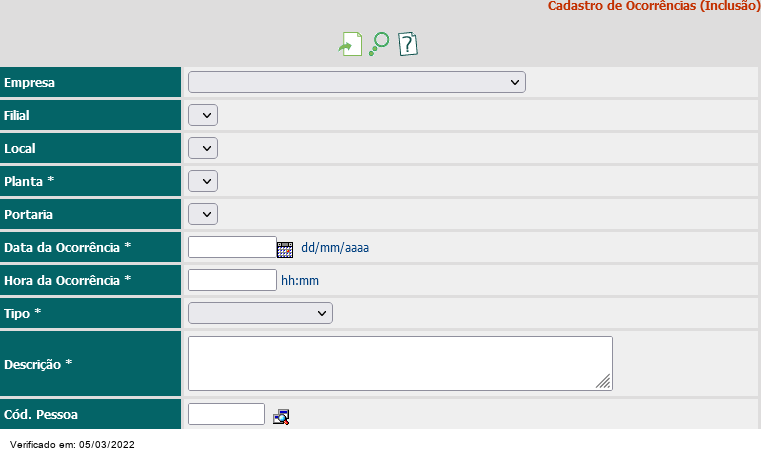 Cadastro de Ocorrências (Inclusão)
Empresa
Filial
Local
Planta *
Portaria
Data da Ocorrência * dd/mm/aaaa
Hora da Ocorrência * hh:mm
Tipo *
Descrição *
Cód. Pessoa
Verificado em: 05/03/2022